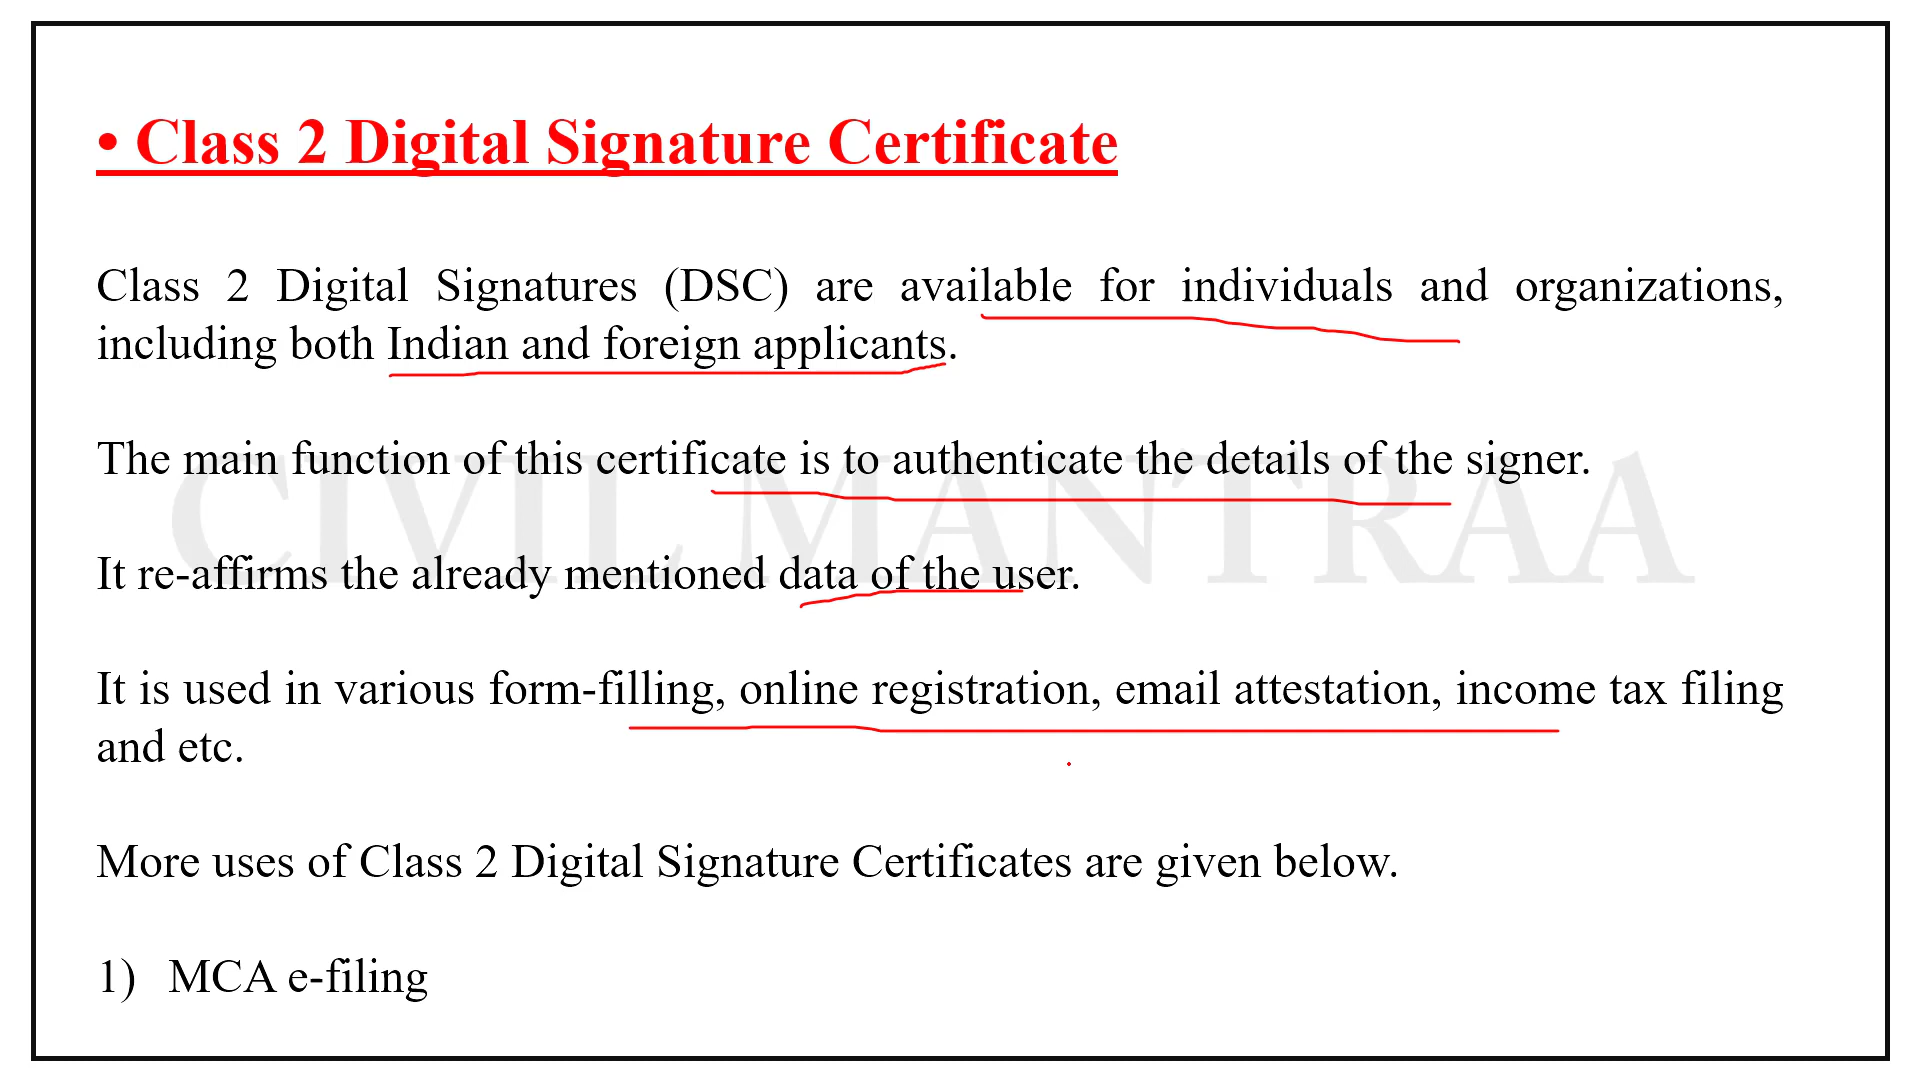 • Class 2 Digital Signature Certificate
Class 2 Digital Signatures (DSC) are available for individuals and organizations,
including both Indian and foreign applicants.
The main function of this certificate is to authenticate the details of the signer.
CIVIL MANTRAA
It re-affirms the already mentioned data of the user.
It is used in various form-filling, online registration, email attestation, income tax filing
and etc.
More uses of Class 2 Digital Signature Certificates are given below.
1) MCA e-filing